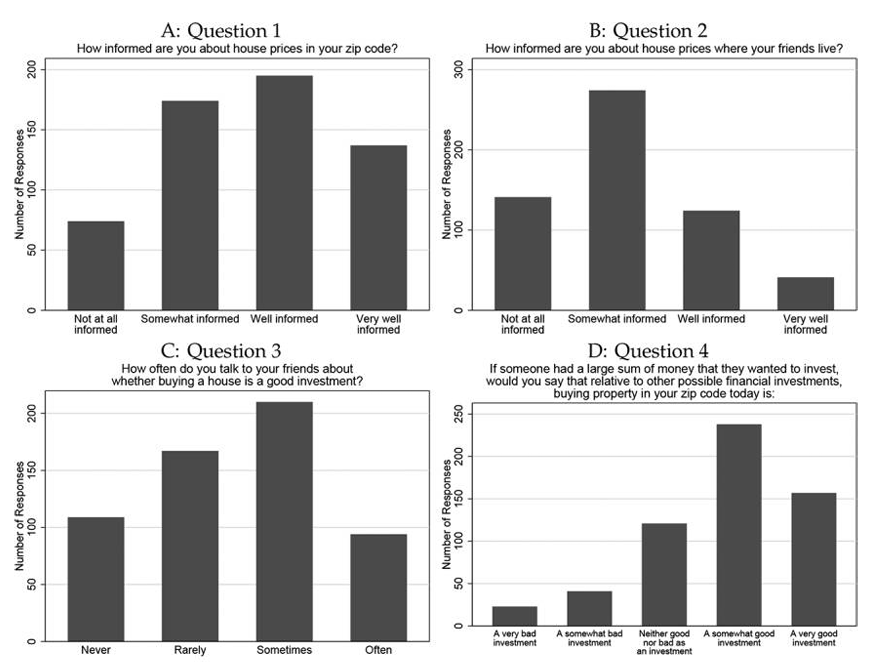 A: Question 1
How informed are you about house prices in your zip code?
Number of Responses
200
150
100
50
0
Not at all
informed
Somewhat informed
Well informed
Very well
informed
B: Question 2
How informed are you about house prices where your friends live?
Number of Responses
300
200
100
0
Not at all
informed
Somewhat informed
Well informed
Very well
informed
C: Question 3
How often do you talk to your friends about
whether buying a house is a good investment?
Number of Responses
200
150
100
50
0
Never
Rarely
Sometimes
Often
D: Question 4
If someone had a large sum of money that they wanted to invest,
would you say that relative to other possible financial investments,
buying property in your zip code today is:
Number of Responses
250
200
150
100
50
0
A very bad
investment
A somewhat bad
investment
Neither good
nor bad as
an investment
A somewhat good
investment
A very good
investment